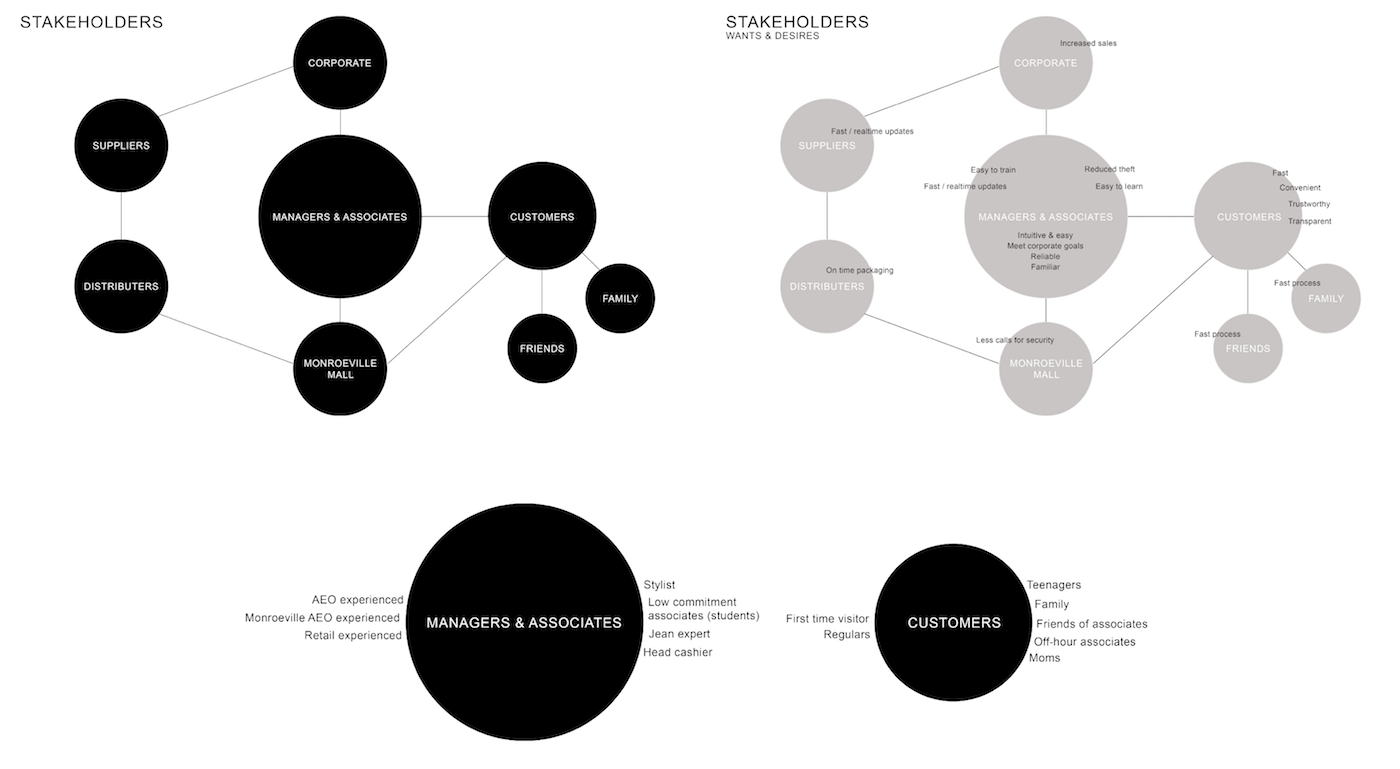 STAKEHOLDERS
CORPORATE
SUPPLIERS
MANAGERS & ASSOCIATES
CUSTOMERS
DISTRIBUTERS
FAMILY
FRIENDS
MONROEVILLE
MALL
STAKEHOLDERS
WANTS & DESIRES
Increased sales
CORPORATE
Fast / realtime updates
SUPPLIERS
Easy to train
Reduced theft
Fast / realtime updates
Easy to learn
MANAGERS & ASSOCIATES
Intuitive & easy
Meet corporate goals
Reliable
Familiar
Fast
Convenient
Trustworthy
CUSTOMERS
Transparent
On time packaging
DISTRIBUTERS
Fast process
FAMILY
Fast process
FRIENDS
Less calls for security
MONROEVILLE
MALL
AEO experienced
Monroeville AEO experienced
Retail experienced
MANAGERS & ASSOCIATES
Stylist
Low commitment
associates (students)
Jean expert
Head cashier
First time visitor
Regulars
CUSTOMERS
Teenagers
Family
Friends of associates
Off-hour associates
Moms